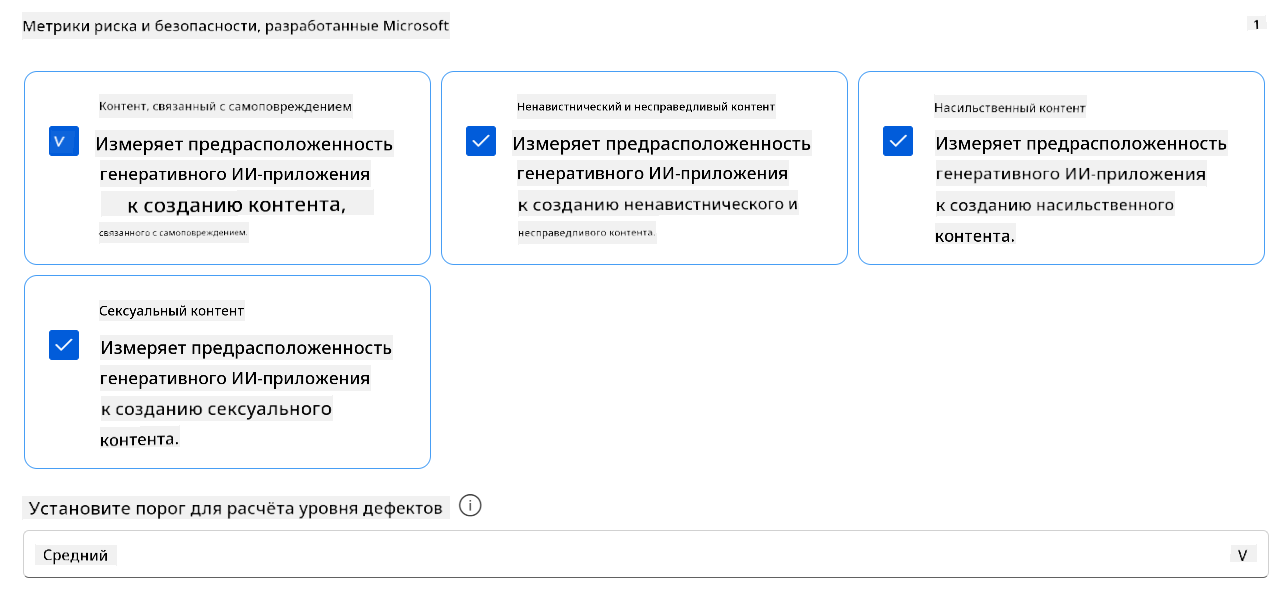 Метрики риска и безопасности, разработанные Microsoft
1
Контент, связанный с самоповреждением
V
Измеряет предрасположенность
генеративного ИИ-приложения
к созданию контента,
связанного с самоповреждением.
Ненавистнический и несправедливый контент
Измеряет предрасположенность
генеративного ИИ-приложения
к созданию ненавистнического и
несправедливого контента.
Насильственный контент
Измеряет предрасположенность
генеративного ИИ-приложения
к созданию насильственного
контента.
Сексуальный контент
Измеряет предрасположенность
генеративного ИИ-приложения
к созданию сексуального
контента.
Установите порог для расчёта уровня дефектов
Средний
V